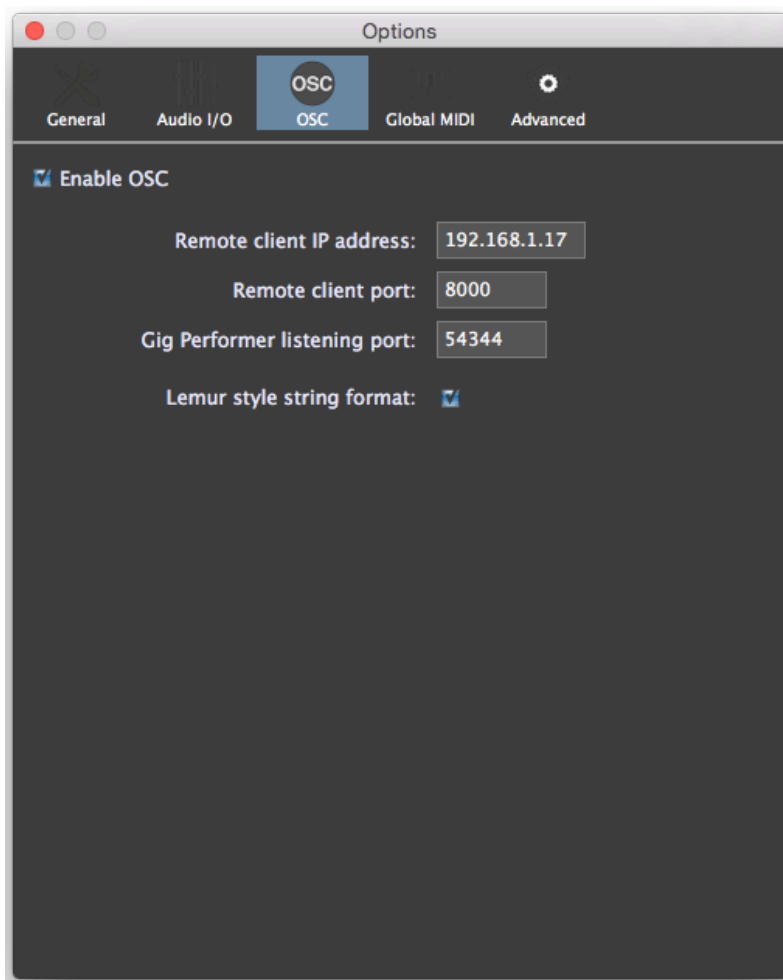 Options
OSC
General Audio I/O OSC Global MIDI Advanced
Enable OSC
Remote client IP address: 192.168.1.17
Remote client port: 8000
Gig Performer listening port: 54344
Lemur style string format: